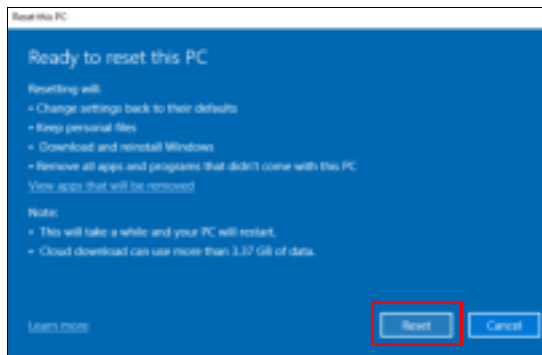 Reset this PC
Ready to reset this PC
Resetting will:
• Change settings back to their defaults
• Keep personal files
• Download and reinstall Windows
• Remove all apps and programs that didn't come with this PC
View apps that will be removed
Note:
• This will take a while and your PC will restart.
• Cloud download can use more than 3.37 GB of data.
Learn more
Reset Cancel